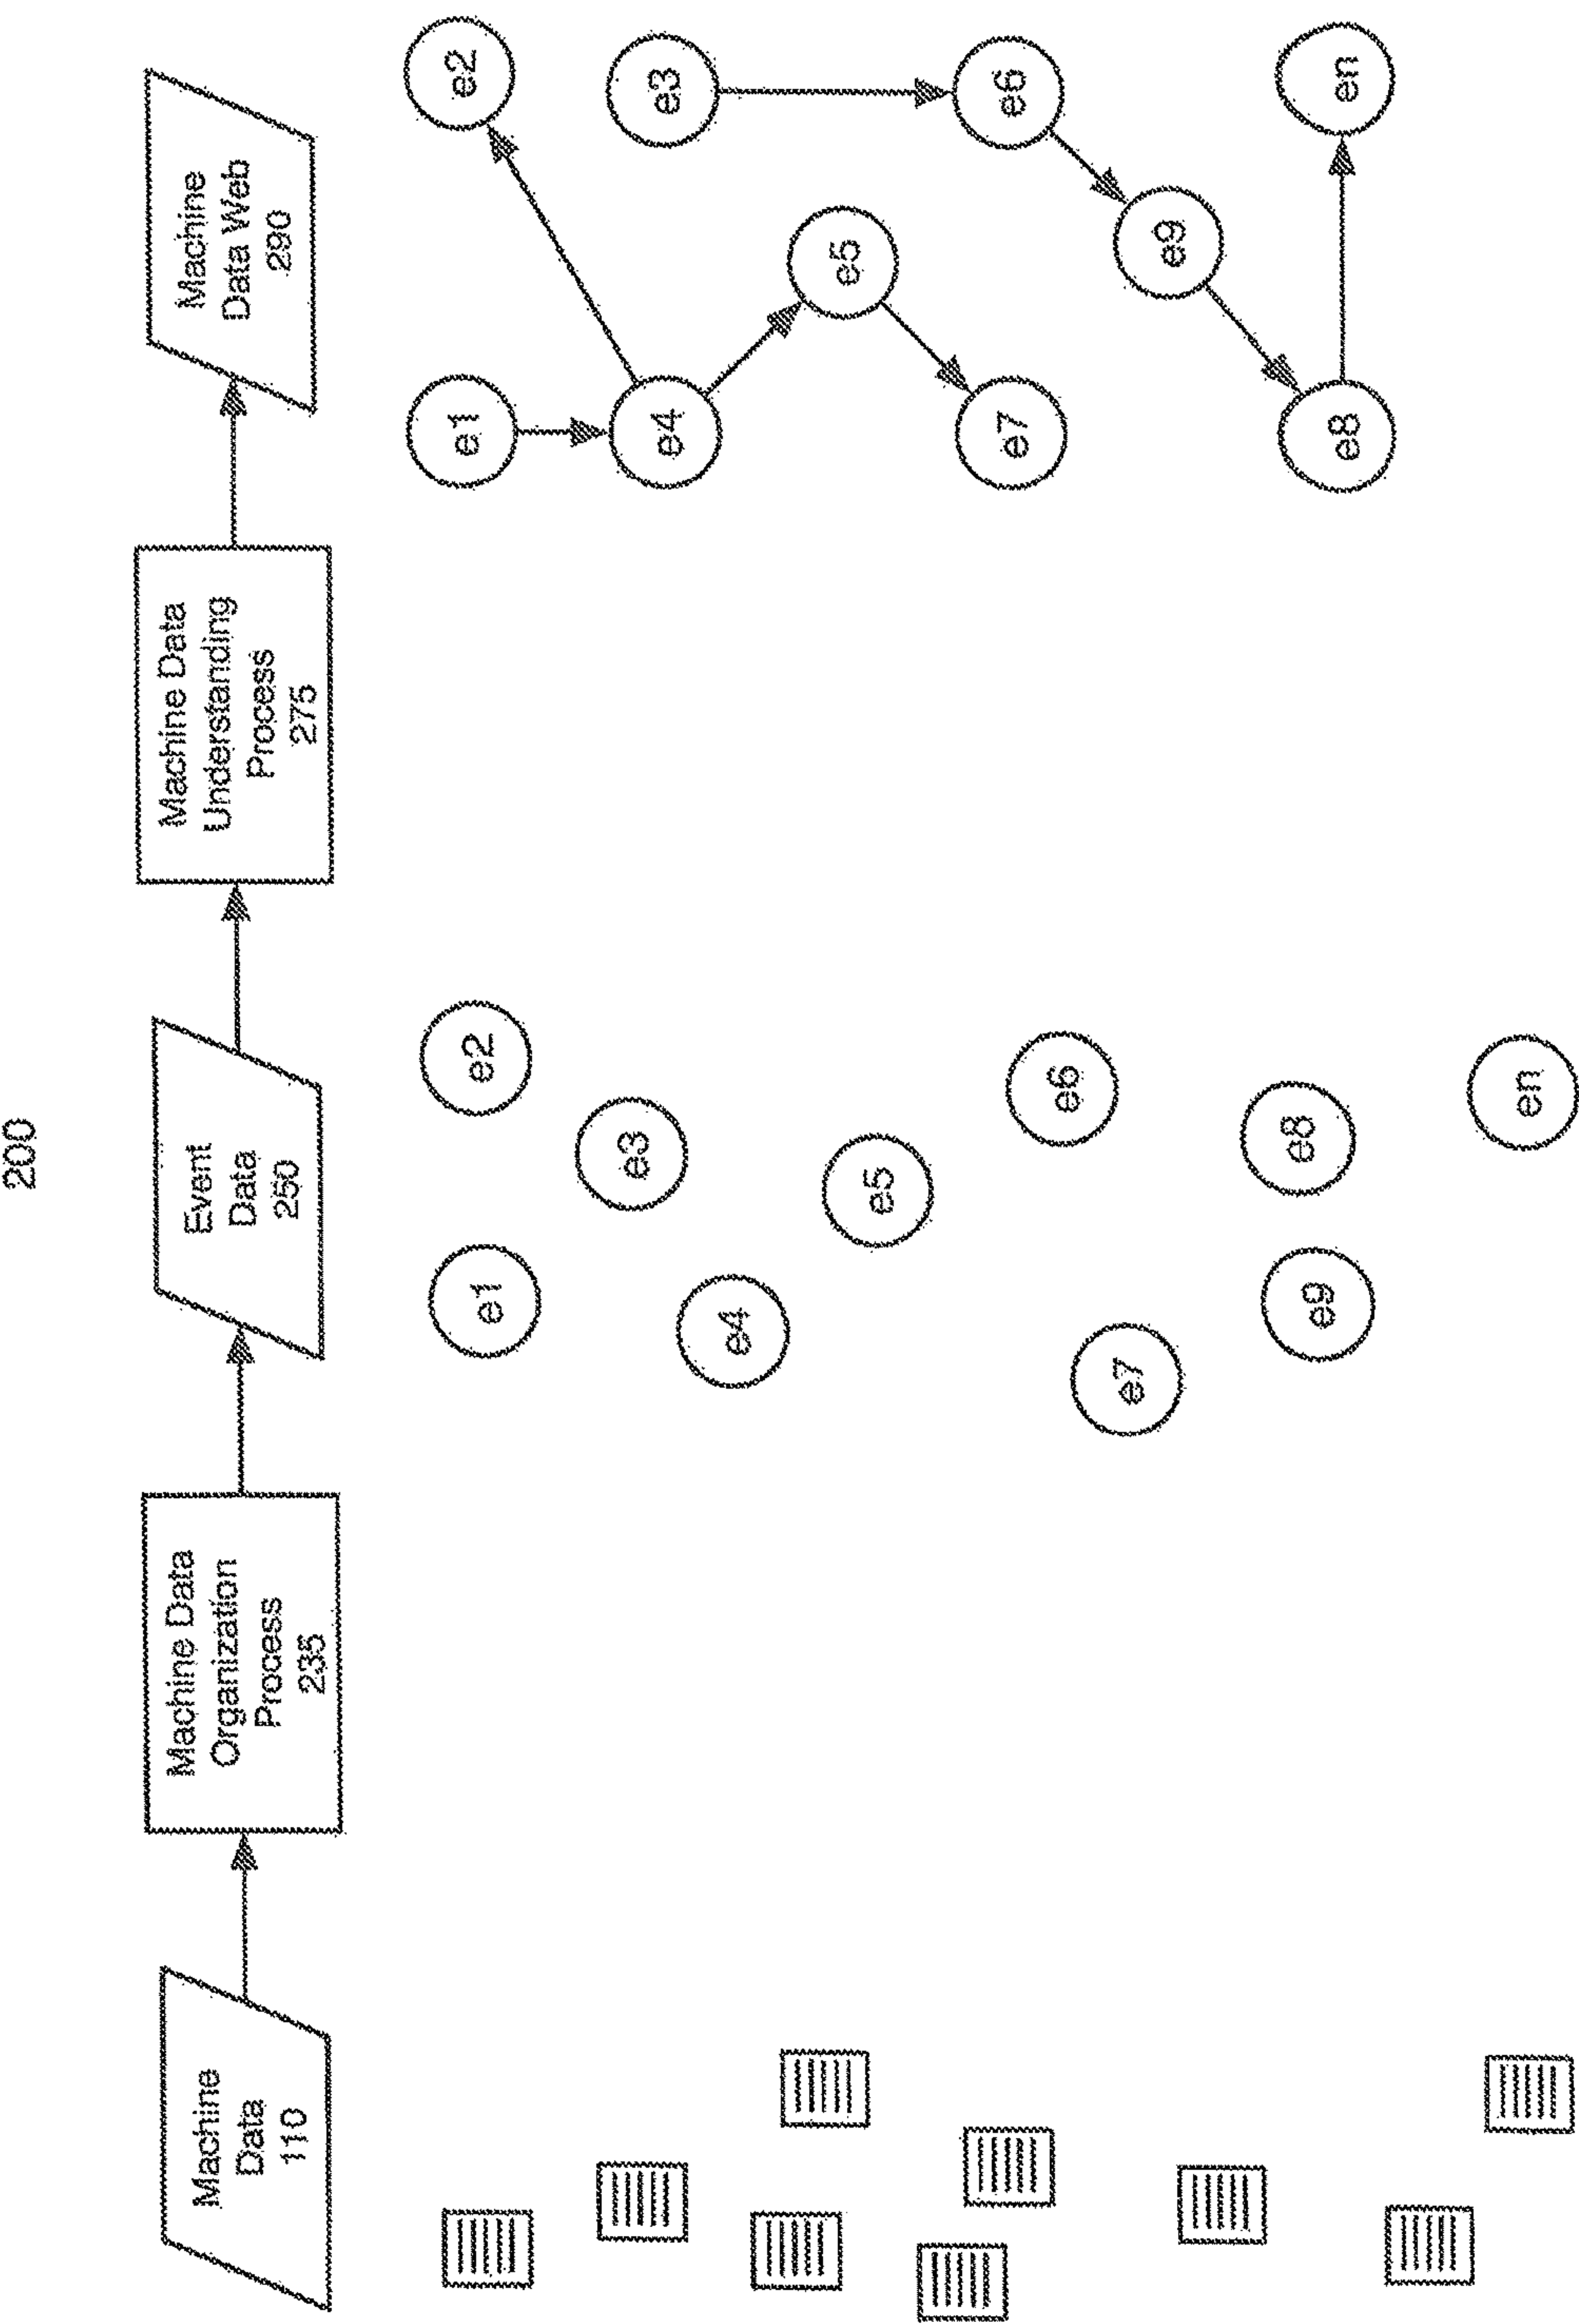 200
Machine
Data
110
Machine Data
Organization
Process
235
Event
Data
250
Machine Data
Understanding
Process
275
Machine
Data Web
290
e1
e2
e3
e4
e5
e6
e7
e8
e9
en
e1
e2
e3
e4
e5
e6
e7
e9
e8
en